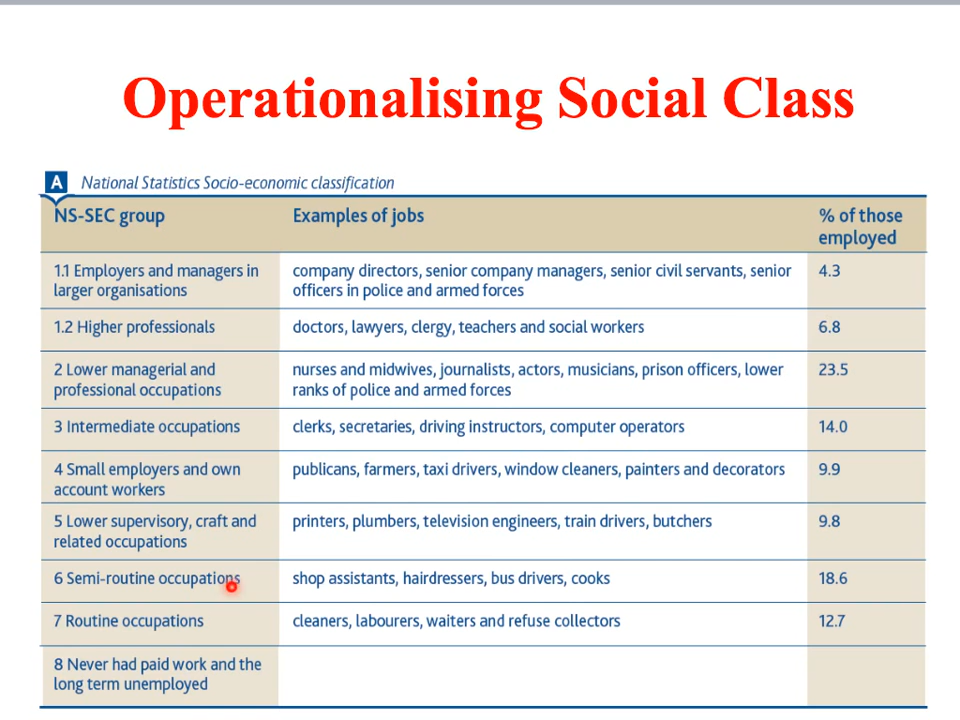 Operationalising Social Class
A National Statistics Socio-economic classification
NS-SEC group Examples of jobs % of those
employed
1.1 Employers and managers in company directors, senior company managers, senior civil servants, senior 4.3
larger organisations officers in police and armed forces
1.2 Higher professionals doctors, lawyers, clergy, teachers and social workers 6.8
2 Lower managerial and nurses and midwives, journalists, actors, musicians, prison officers, lower 23.5
professional occupations ranks of police and armed forces
3 Intermediate occupations clerks, secretaries, driving instructors, computer operators 14.0
4 Small employers and own publicans, farmers, taxi drivers, window cleaners, painters and decorators 9.9
account workers
5 Lower supervisory, craft and printers, plumbers, television engineers, train drivers, butchers 9.8
related occupations
6 Semi-routine occupations shop assistants, hairdressers, bus drivers, cooks 18.6
7 Routine occupations cleaners, labourers, waiters and refuse collectors 12.7
8 Never had paid work and the
long term unemployed